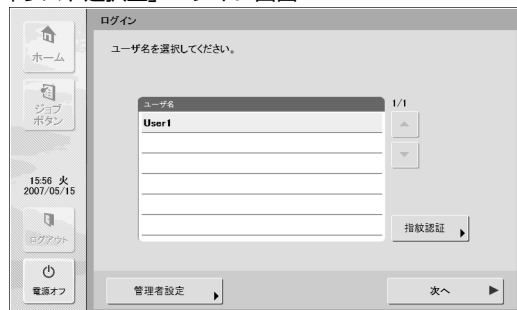 ログイン
ユーザ名を選択してください。
ホーム
ジョブ
ボタン
15:56 火
2007/05/15
ログアウト
電源オフ
ユーザ名
1/1
User1
指紋認証
管理者設定
次へ